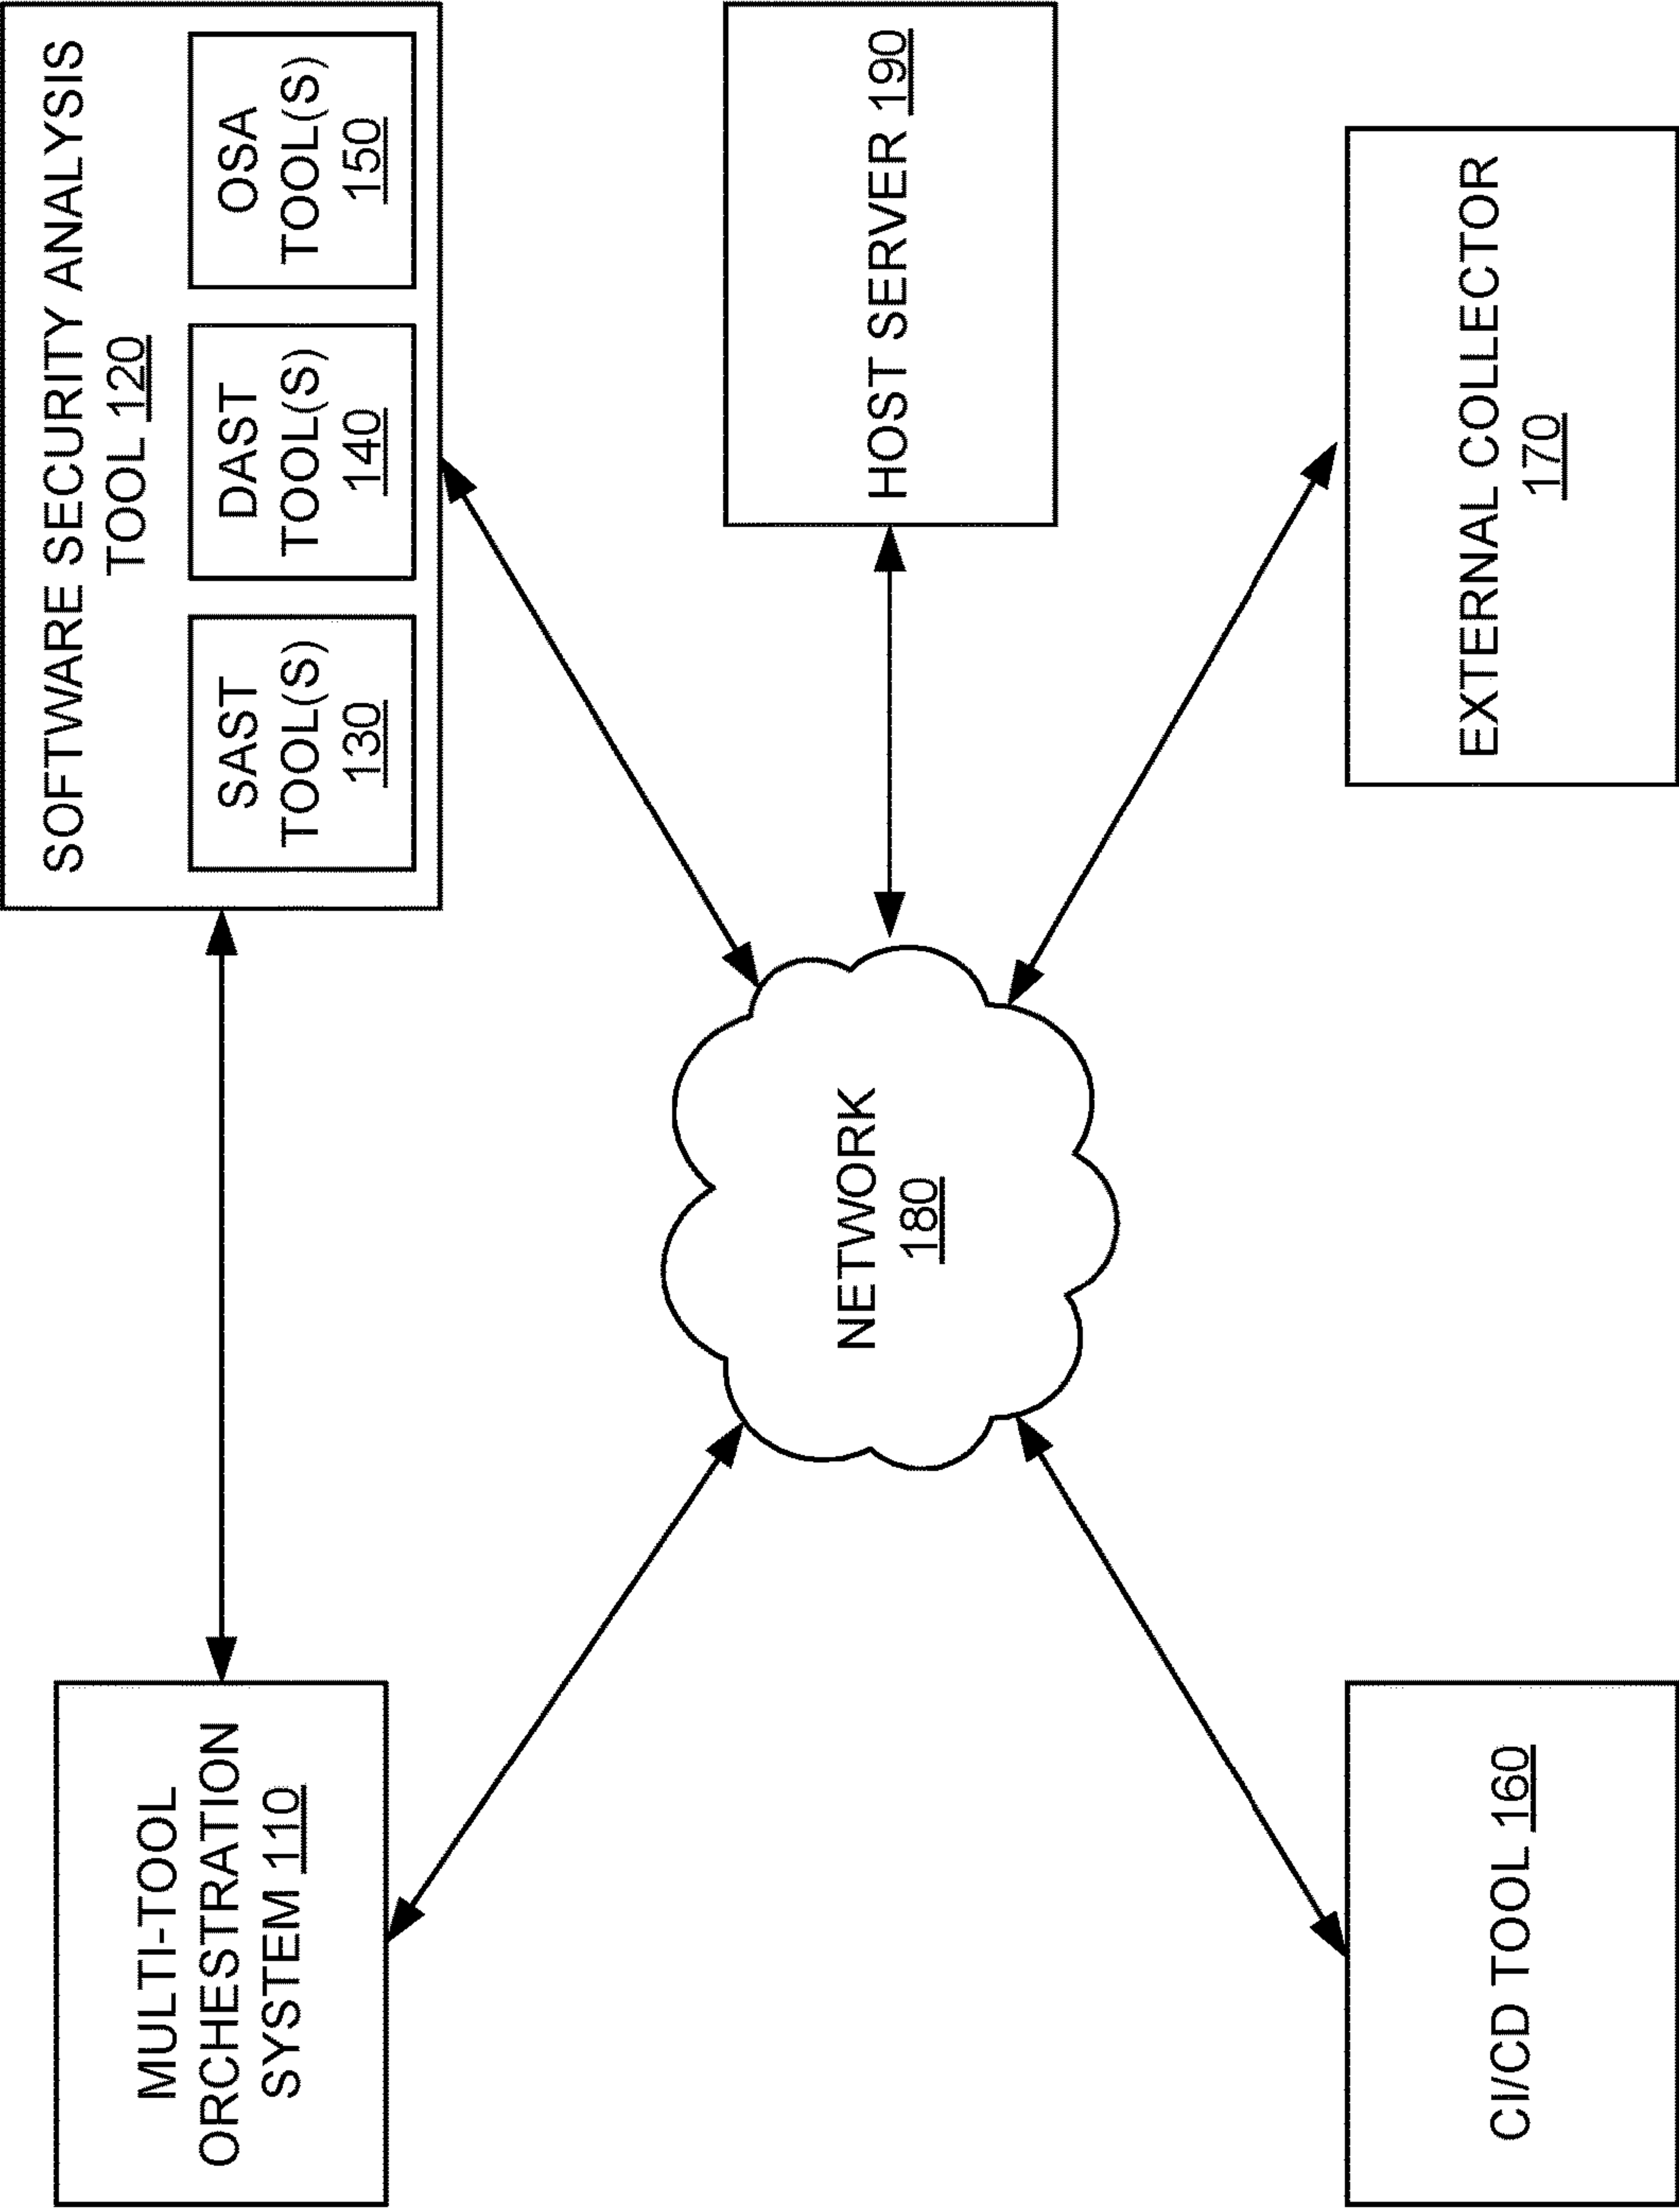 MULTI-TOOL
ORCHESTRATION
SYSTEM 110
SOFTWARE SECURITY ANALYSIS
TOOL 120
SAST
TOOL(S)
130
DAST
TOOL(S)
140
OSA
TOOL(S)
150
NETWORK
180
HOST SERVER 190
CI/CD TOOL 160
EXTERNAL COLLECTOR
170